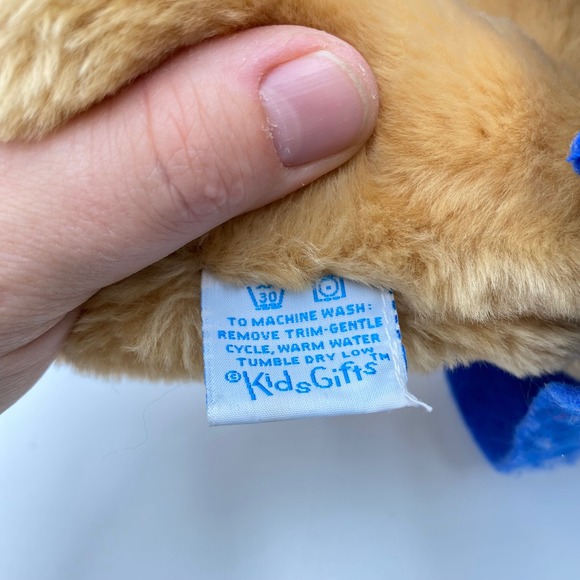 30
TO MACHINE WASH:
REMOVE TRIM-GENTLE
CYCLE, WARM WATER
TUMBLE DRY LOW
©KidsGifts™